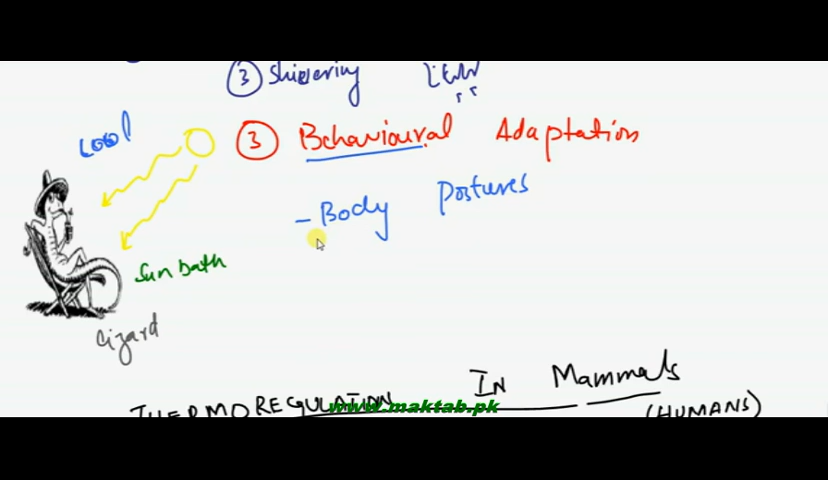 ③ Shivering
③ Behavioural Adaptation
cool
- Body Postures
Sun bath
Lizard
THERMOREGULATION In Mammals
(HUMANS)
www.maktab.pk